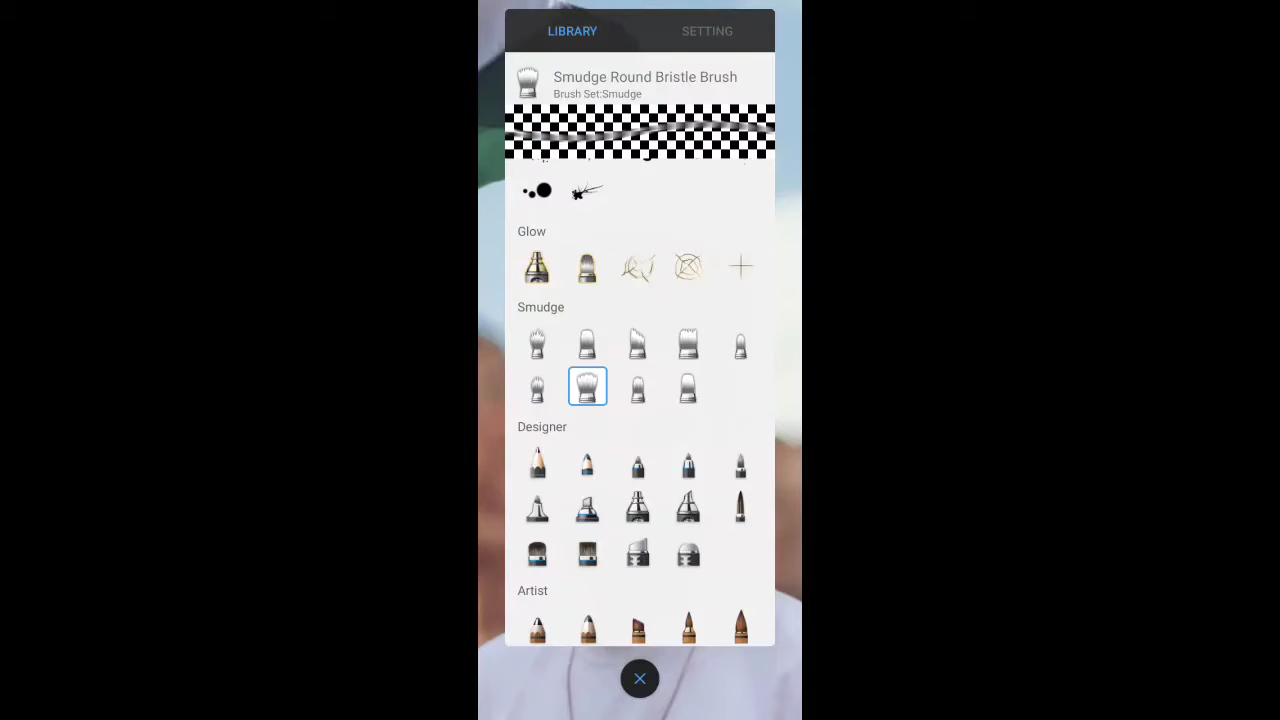 LIBRARY SETTING
Smudge Round Bristle Brush
Brush Set:Smudge
Glow
Smudge
Designer
Artist